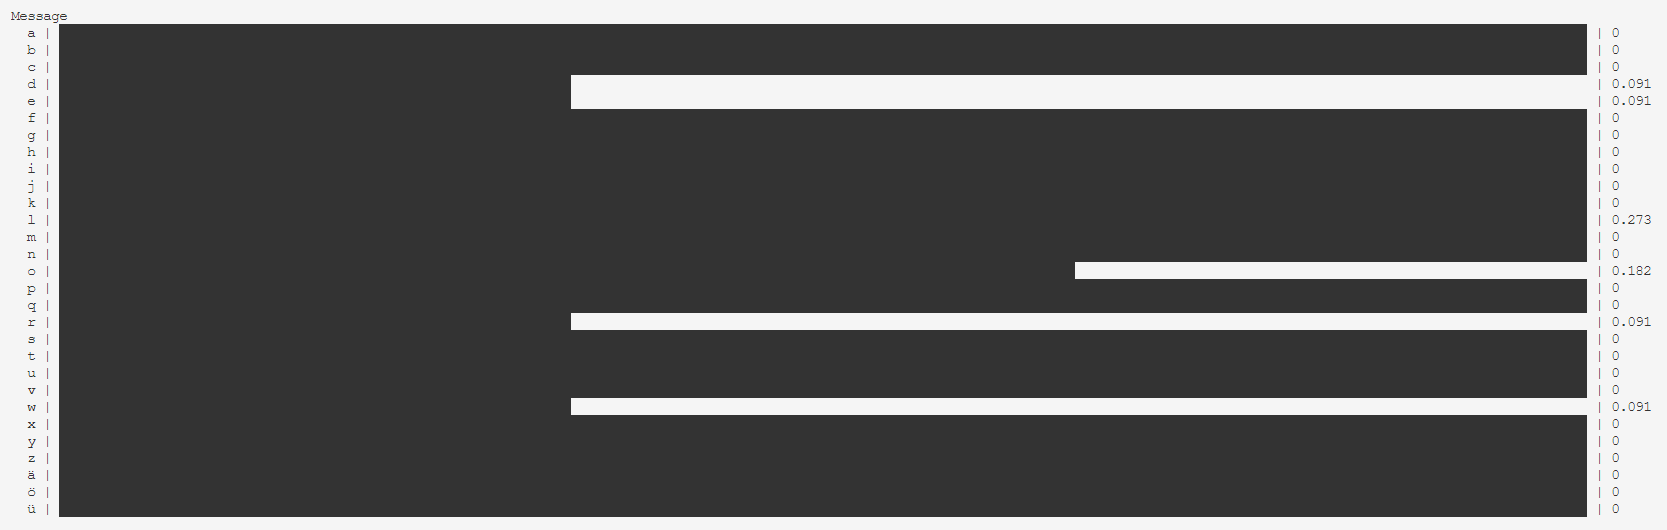 Message
a | | 0
b | | 0
c | | 0
d | | 0.091
e | | 0.091
f | | 0
g | | 0
h | | 0
i | | 0
j | | 0
k | | 0
l | | 0.273
m | | 0
n | | 0
o | | 0.182
p | | 0
q | | 0
r | | 0.091
s | | 0
t | | 0
u | | 0
v | | 0
w | | 0.091
x | | 0
y | | 0
z | | 0
ä | | 0
ö | | 0
ü | | 0